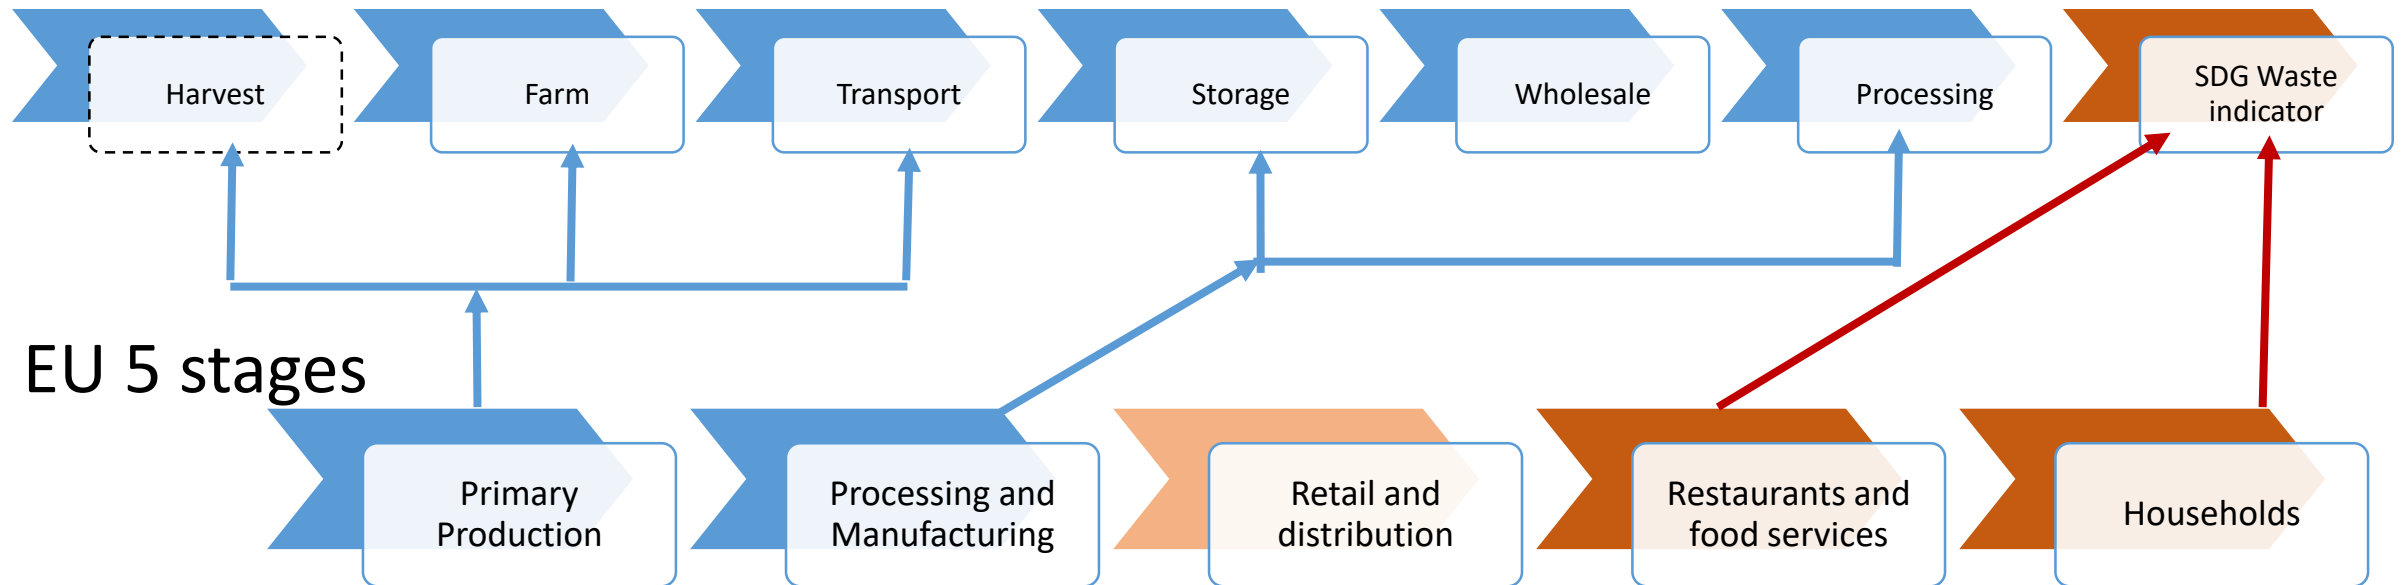 Harvest
Farm
Transport
Storage
Wholesale
Processing
SDG Waste
indicator
EU 5 stages
Primary
Production
Processing and
Manufacturing
Retail and
distribution
Restaurants and
food services
Households